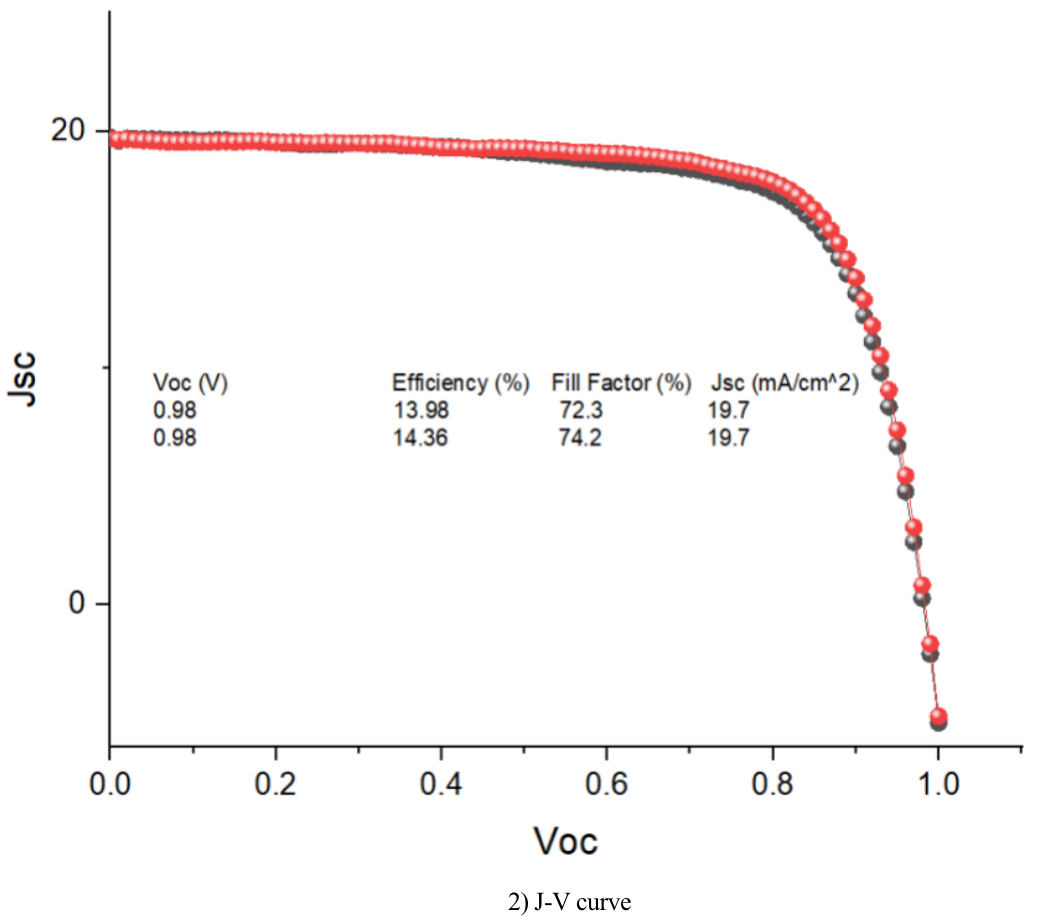 20
Jsc
Voc (V) Efficiency (%) Fill Factor (%) Jsc (mA/cm^2)
0.98 13.98 72.3 19.7
0.98 14.36 74.2 19.7
0
0.0 0.2 0.4 0.6 0.8 1.0
Voc
2) J-V curve